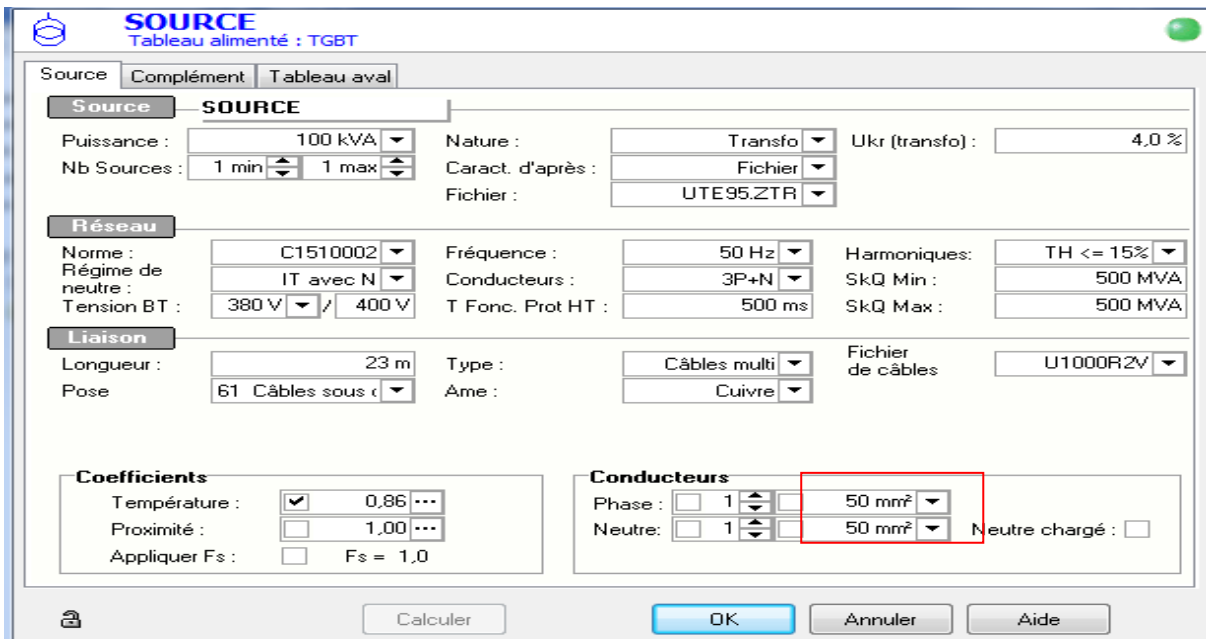 SOURCE
Tableau alimenté : TGBT
Source Complément Tableau aval
Source SOURCE
Puissance : 100 kVA Nature : Transfo Ukr (transfo) : 4,0 %
Nb Sources : 1 min 1 max Caract. d'après : Fichier
Fichier : UTE95.ZTR
Réseau
Norme : C1510002 Fréquence : 50 Hz Harmoniques: TH <= 15%
Régime de neutre : IT avec N Conducteurs : 3P+N SkQ Min : 500 MVA
Tension BT : 380 V / 400 V T Fonc. Prot HT : 500 ms SkQ Max : 500 MVA
Liaison
Longueur : 23 m Type : Câbles multi Fichier de câbles U1000R2V
Pose 61 Câbles sous Ame : Cuivre
Coefficients Conducteurs
Température : 0,86 ... Phase : 1 50 mm²
Proximité : 1,00 ... Neutre: 1 50 mm² Neutre chargé :
Appliquer Fs : Fs = 1,0
Calculer OK Annuler Aide